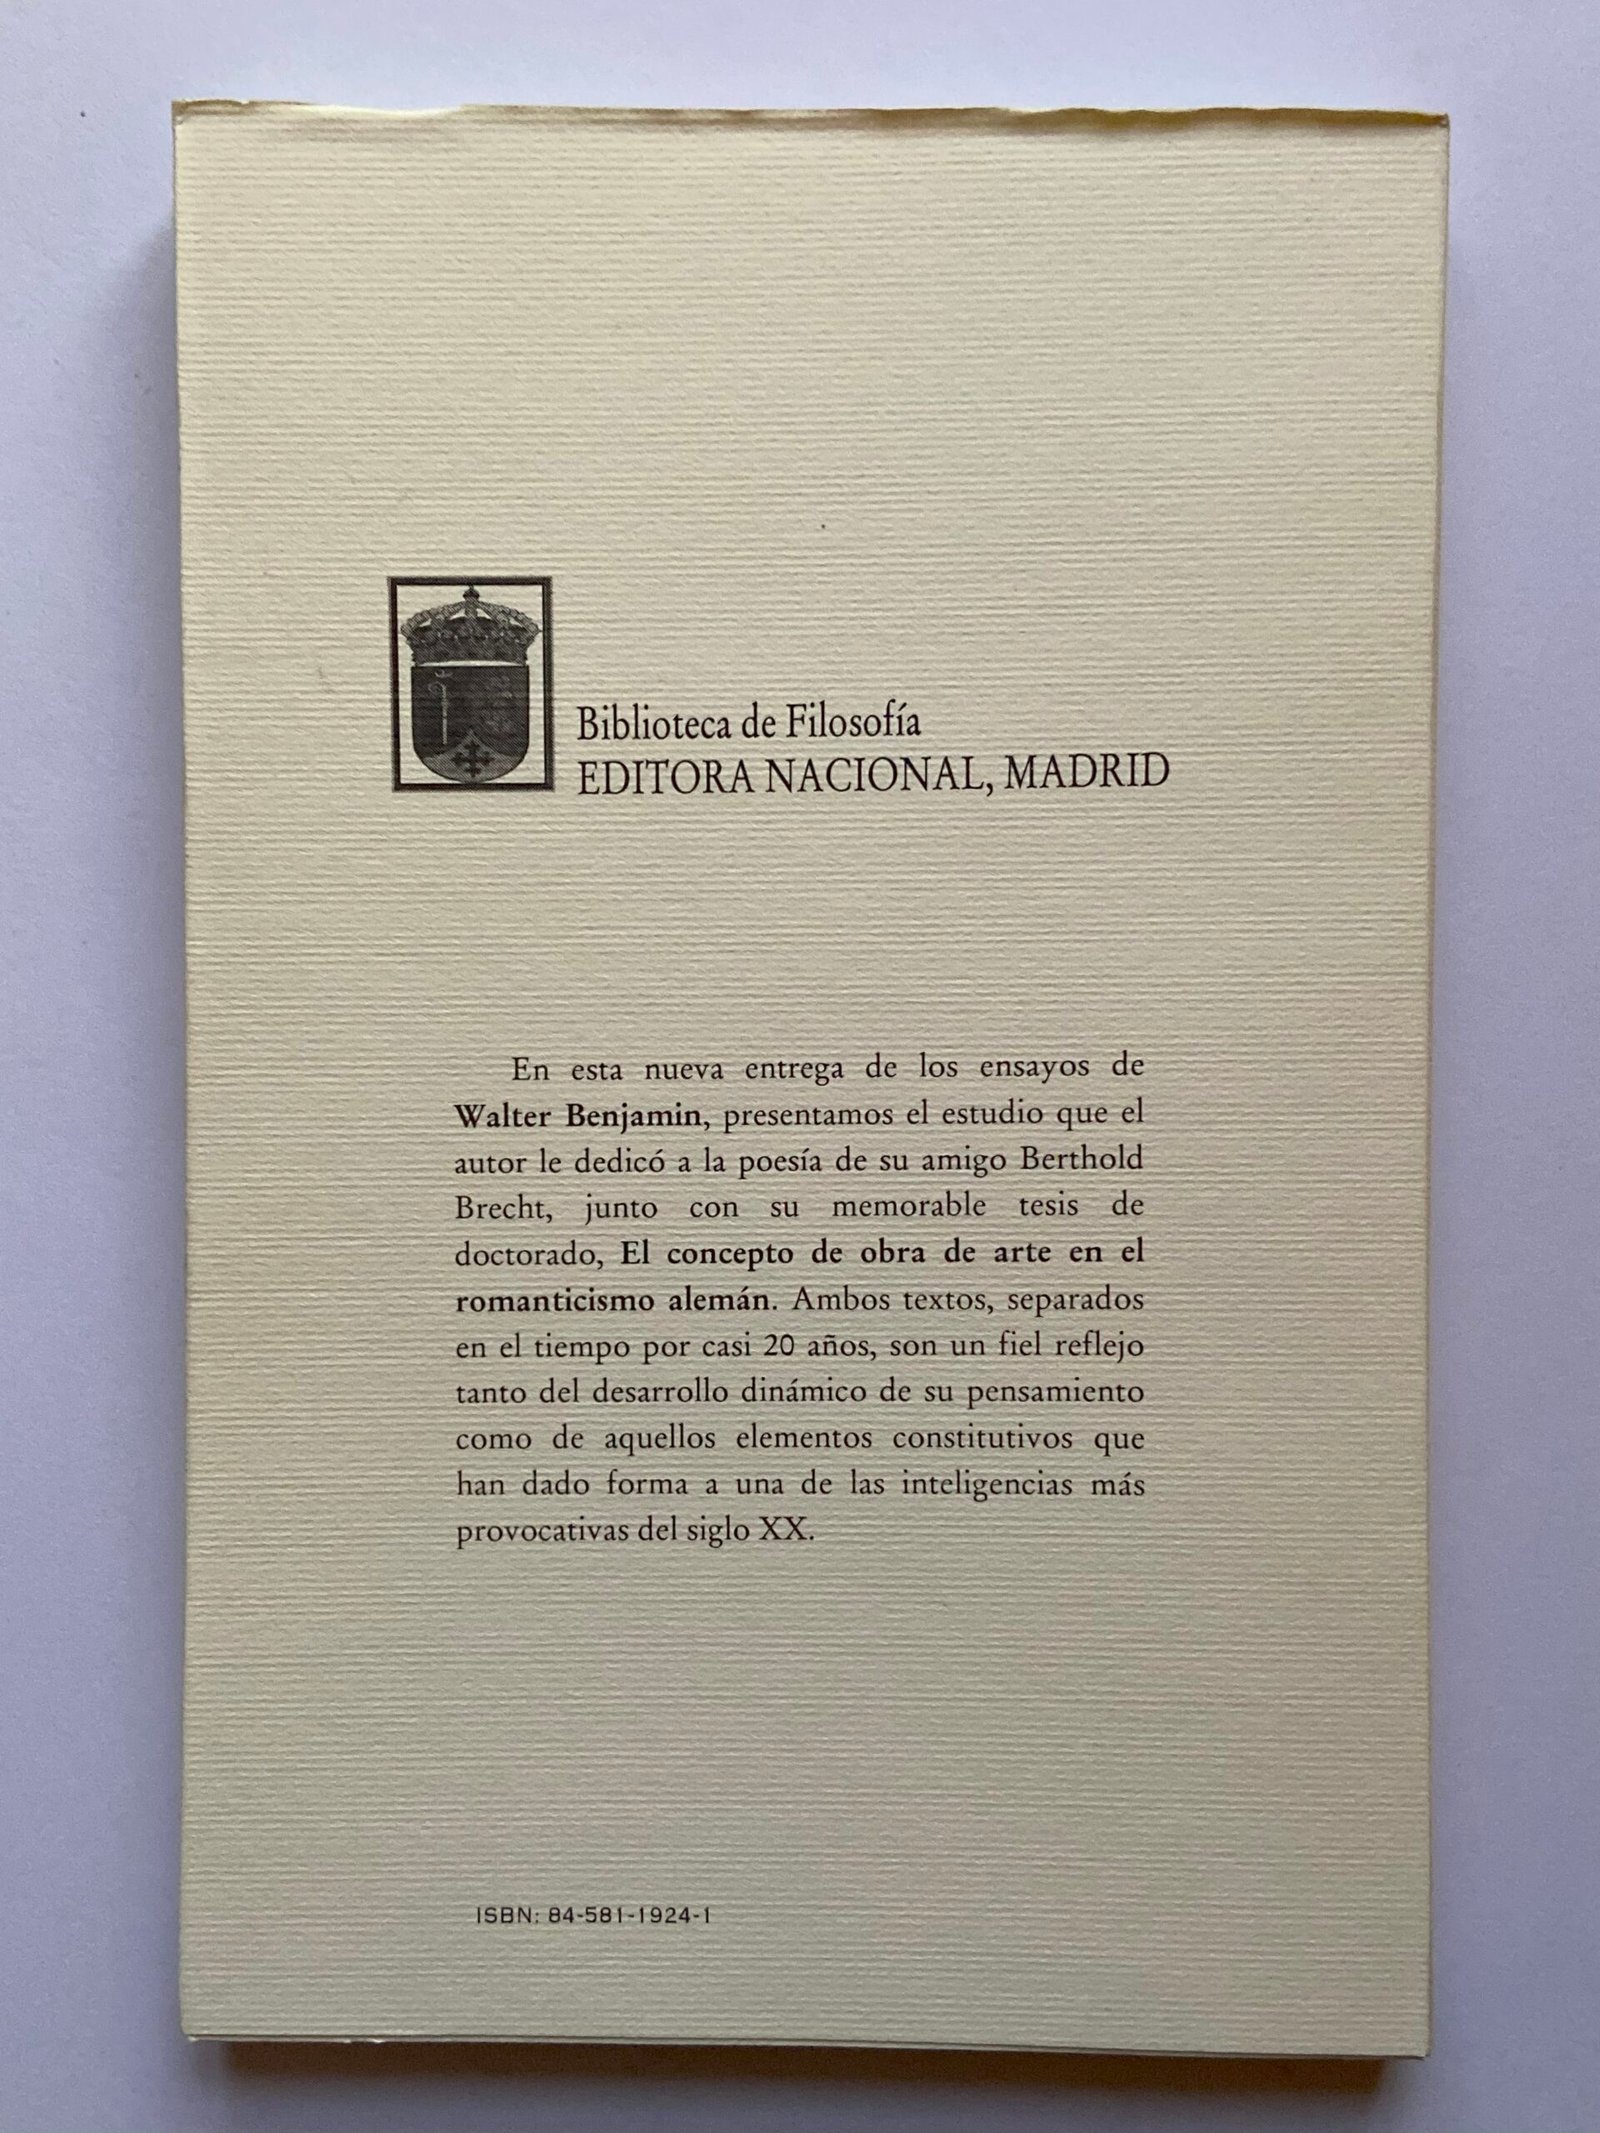 Biblioteca de Filosofía
EDITORA NACIONAL, MADRID
En esta nueva entrega de los ensayos de
Walter Benjamin, presentamos el estudio que el
autor le dedicó a la poesía de su amigo Berthold
Brecht, junto con su memorable tesis de
doctorado, El concepto de obra de arte en el
romanticismo alemán. Ambos textos, separados
en el tiempo por casi 20 años, son un fiel reflejo
tanto del desarrollo dinámico de su pensamiento
como de aquellos elementos constitutivos que
han dado forma a una de las inteligencias más
provocativas del siglo XX.
ISBN: 84-581-1924-1